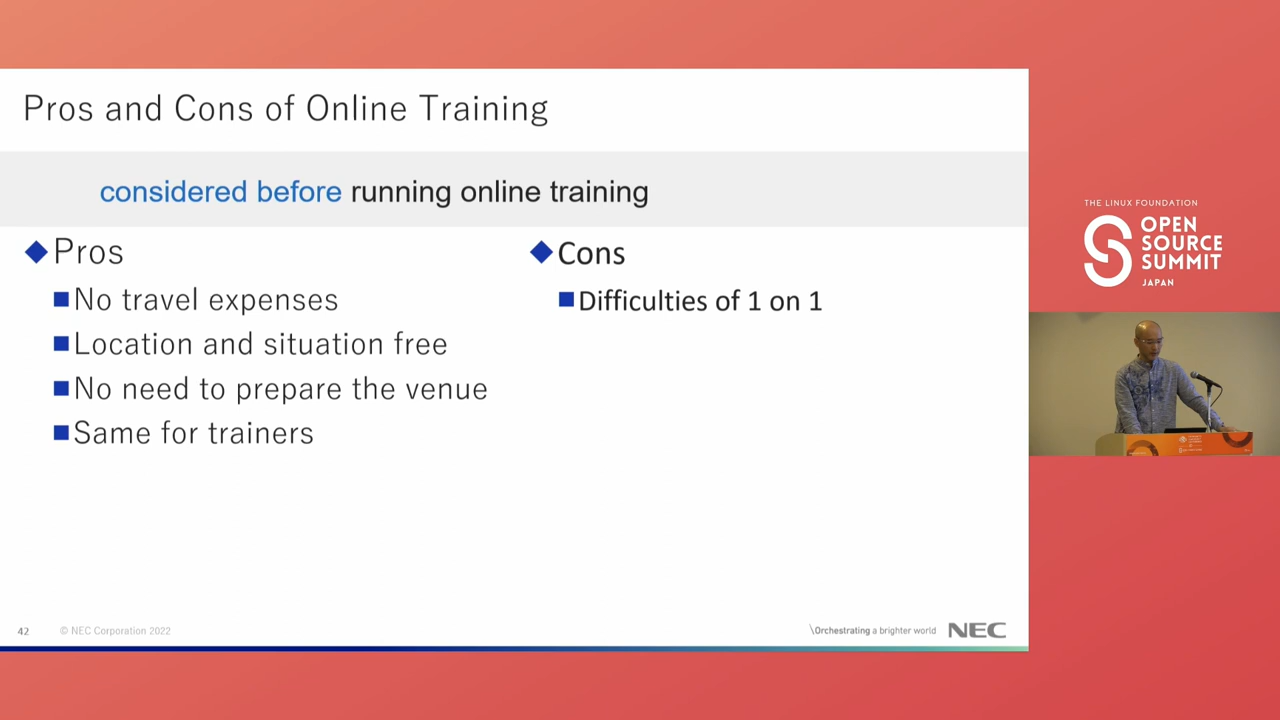 Pros and Cons of Online Training
considered before running online training
Pros
No travel expenses
Location and situation free
No need to prepare the venue
Same for trainers
Cons
Difficulties of 1 on 1
42
© NEC Corporation 2022
\Orchestrating a brighter world
NEC
THE LINUX FOUNDATION
OPEN
SOURCE
SUMMIT
JAPAN